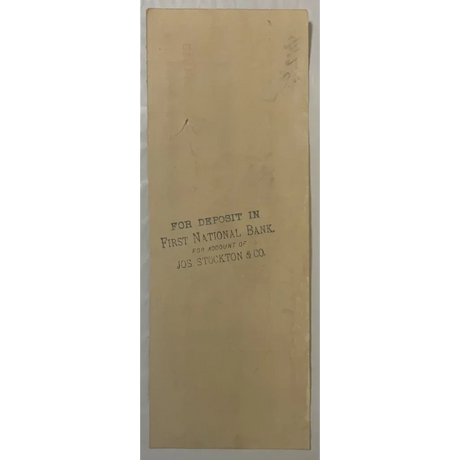 FOR DEPOSIT IN
FIRST NATIONAL BANK.
FOR ACCOUNT OF
JOS STOCKTON & CO.